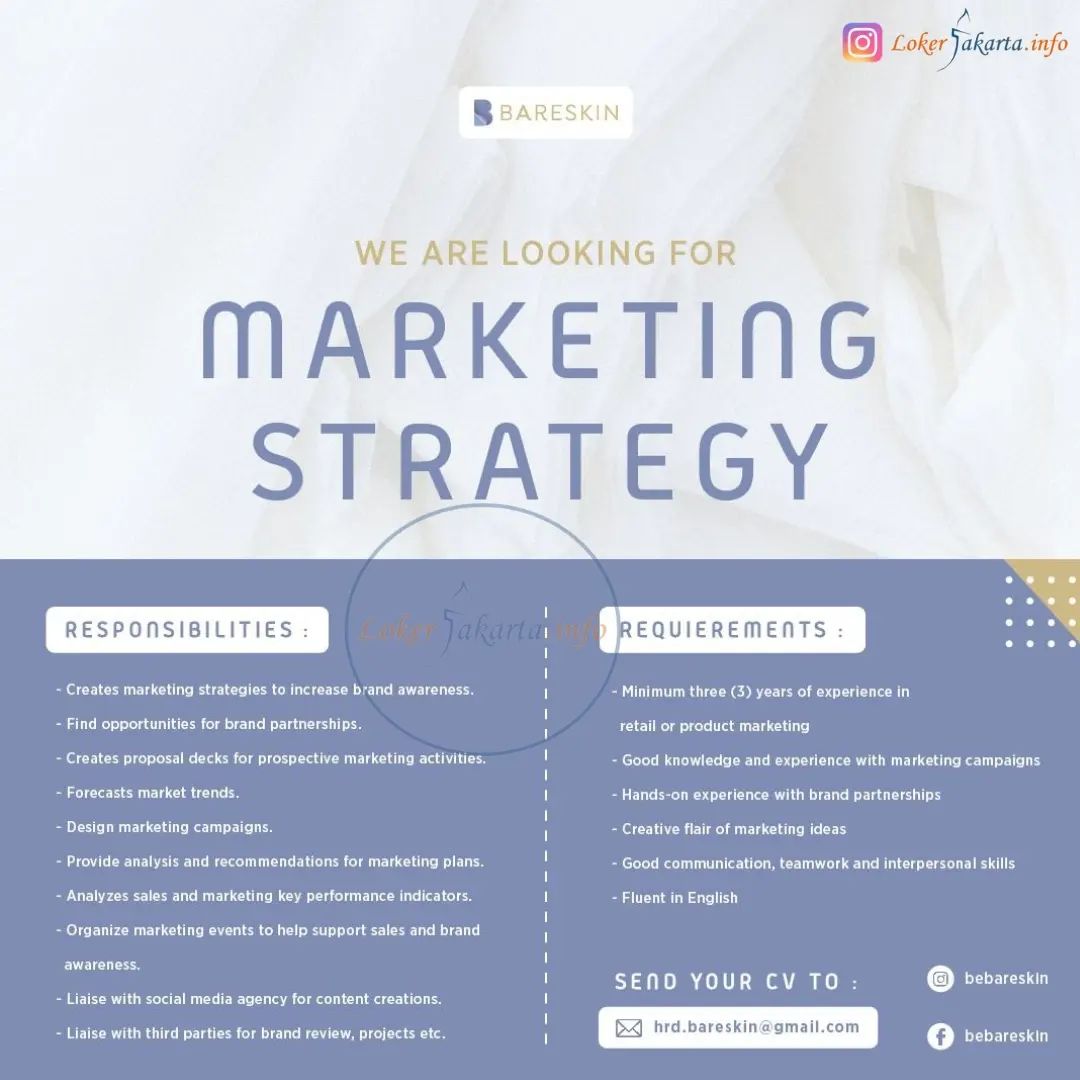 Loker Jakarta.info
BARESKIN
WE ARE LOOKING FOR
MARKETING
STRATEGY
RESPONSIBILITIES :
- Creates marketing strategies to increase brand awareness.
- Find opportunities for brand partnerships.
- Creates proposal decks for prospective marketing activities.
- Forecasts market trends.
- Design marketing campaigns.
- Provide analysis and recommendations for marketing plans.
- Analyzes sales and marketing key performance indicators.
- Organize marketing events to help support sales and brand
awareness.
- Liaise with social media agency for content creations.
- Liaise with third parties for brand review, projects etc.
Loker Jakarta.info
REQUIEREMENTS :
- Minimum three (3) years of experience in
retail or product marketing
- Good knowledge and experience with marketing campaigns
- Hands-on experience with brand partnerships
- Creative flair of marketing ideas
- Good communication, teamwork and interpersonal skills
- Fluent in English
SEND YOUR CV TO :
hrd.bareskin@gmail.com
bebareskin
bebareskin